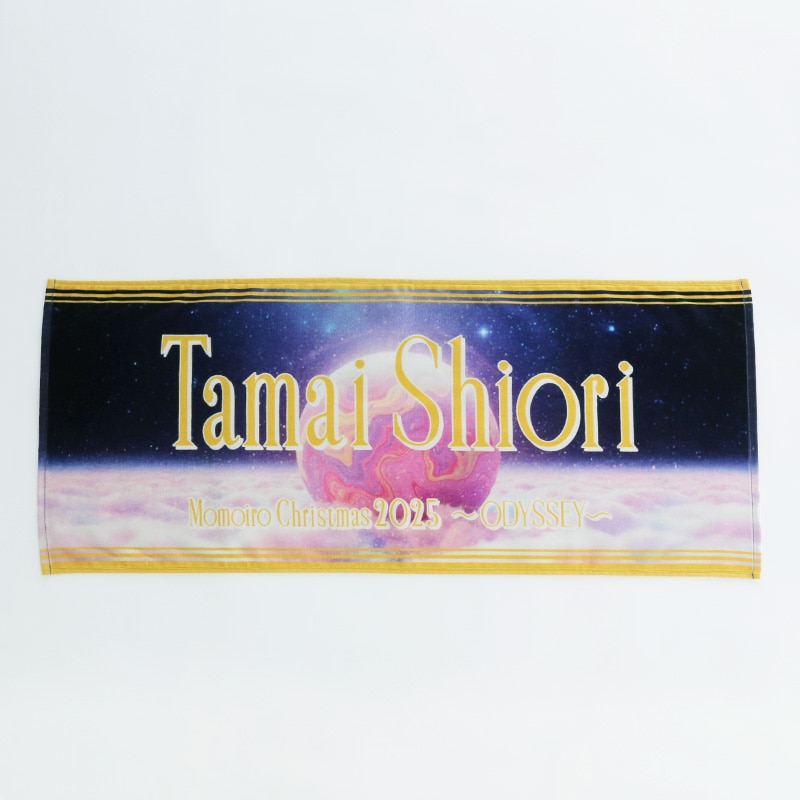 Tamai Shiori
Momoiro Christmas 2025 ～ODYSSEY～